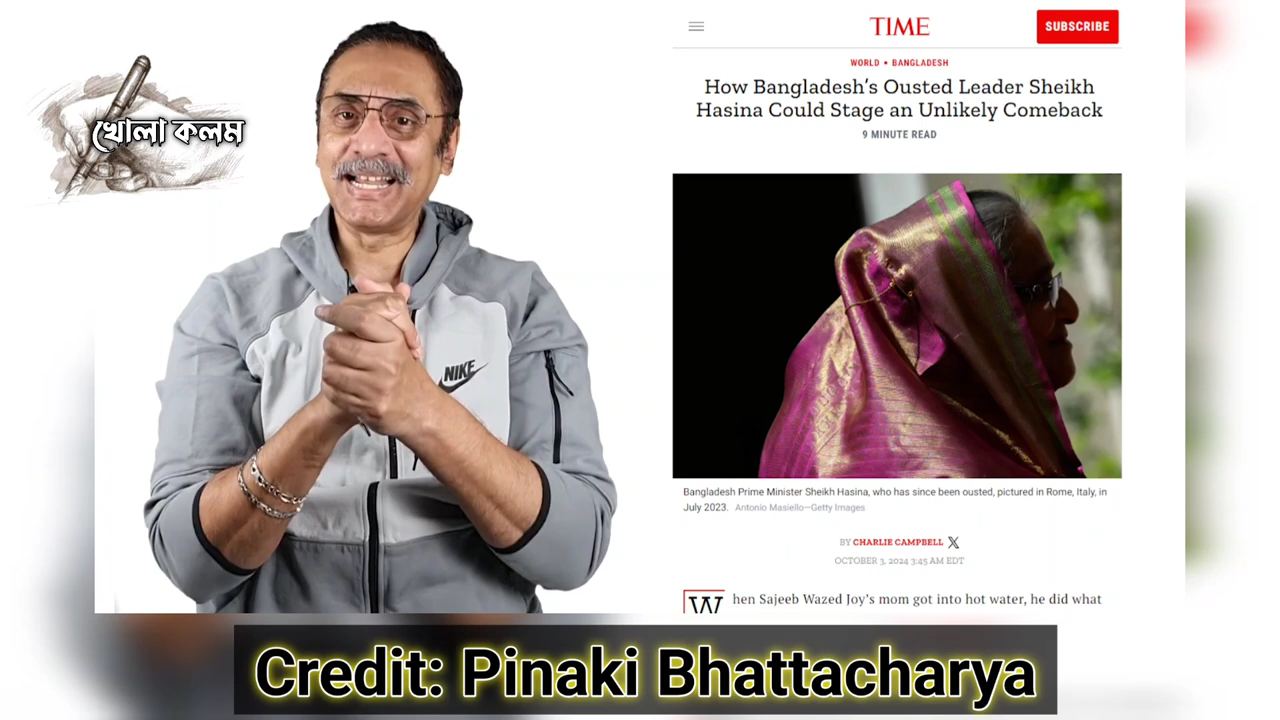 খোলা কলম
NIKE
TIME
SUBSCRIBE
WORLD • BANGLADESH
How Bangladesh's Ousted Leader Sheikh
Hasina Could Stage an Unlikely Comeback
9 MINUTE READ
Bangladesh Prime Minister Sheikh Hasina, who has since been ousted, pictured in Rome, Italy, in
July 2023. Antonio Masiello—Getty Images
BY CHARLIE CAMPBELL X
OCTOBER 3, 2024 3:45 AM EDT
When Sajeeb Wazed Joy's mom got into hot water, he did what
Credit: Pinaki Bhattacharya